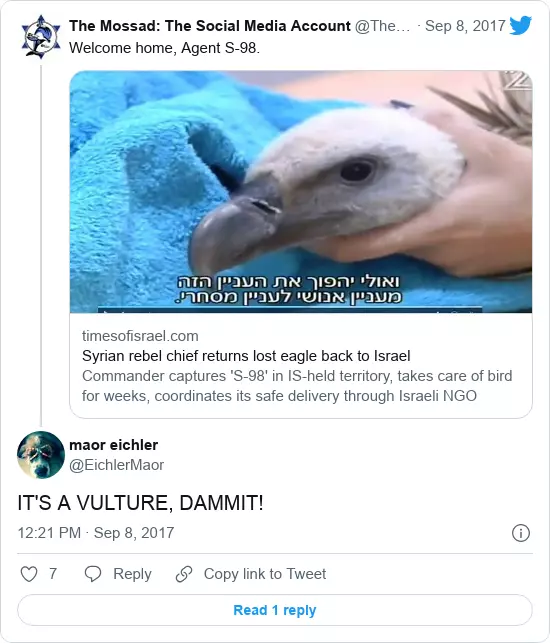 The Mossad: The Social Media Account @The... · Sep 8, 2017
Welcome home, Agent S-98.
2
ואולי יהפוך את העניין הזה
מעניין אנושי לעניין מסחרי.
timesofisrael.com
Syrian rebel chief returns lost eagle back to Israel
Commander captures 'S-98' in IS-held territory, takes care of bird
for weeks, coordinates its safe delivery through Israeli NGO
maor eichler
@EichlerMaor
IT'S A VULTURE, DAMMIT!
12:21 PM · Sep 8, 2017
7 Reply Copy link to Tweet
Read 1 reply